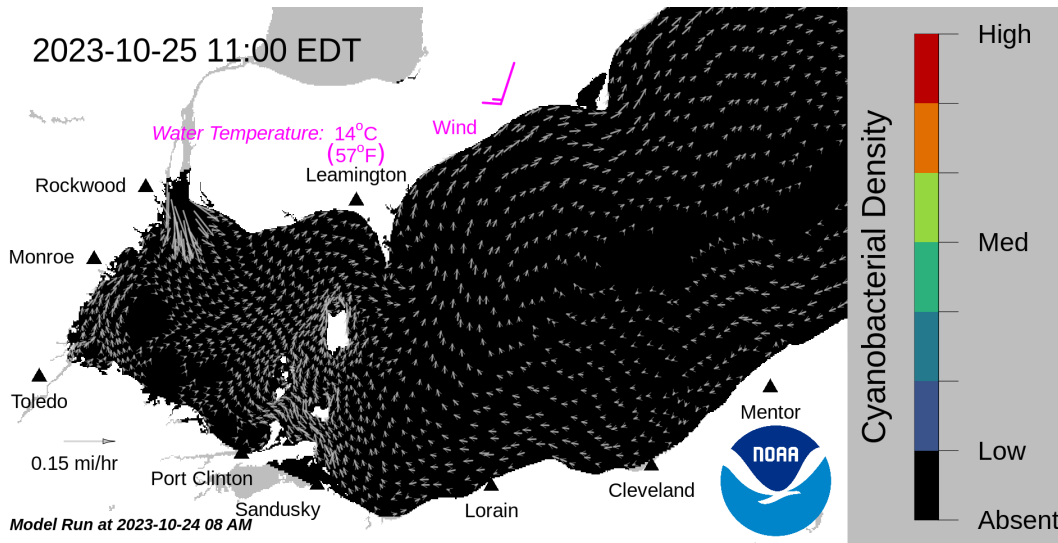 2023-10-25 11:00 EDT
Water Temperature: 14°C
(57°F)
Wind
Leamington
Rockwood
Monroe
Toledo
0.15 mi/hr
Port Clinton
Sandusky
Lorain
Cleveland
Mentor
NOAA
Model Run at 2023-10-24 08 AM
Cyanobacterial Density
High
Med
Low
Absent